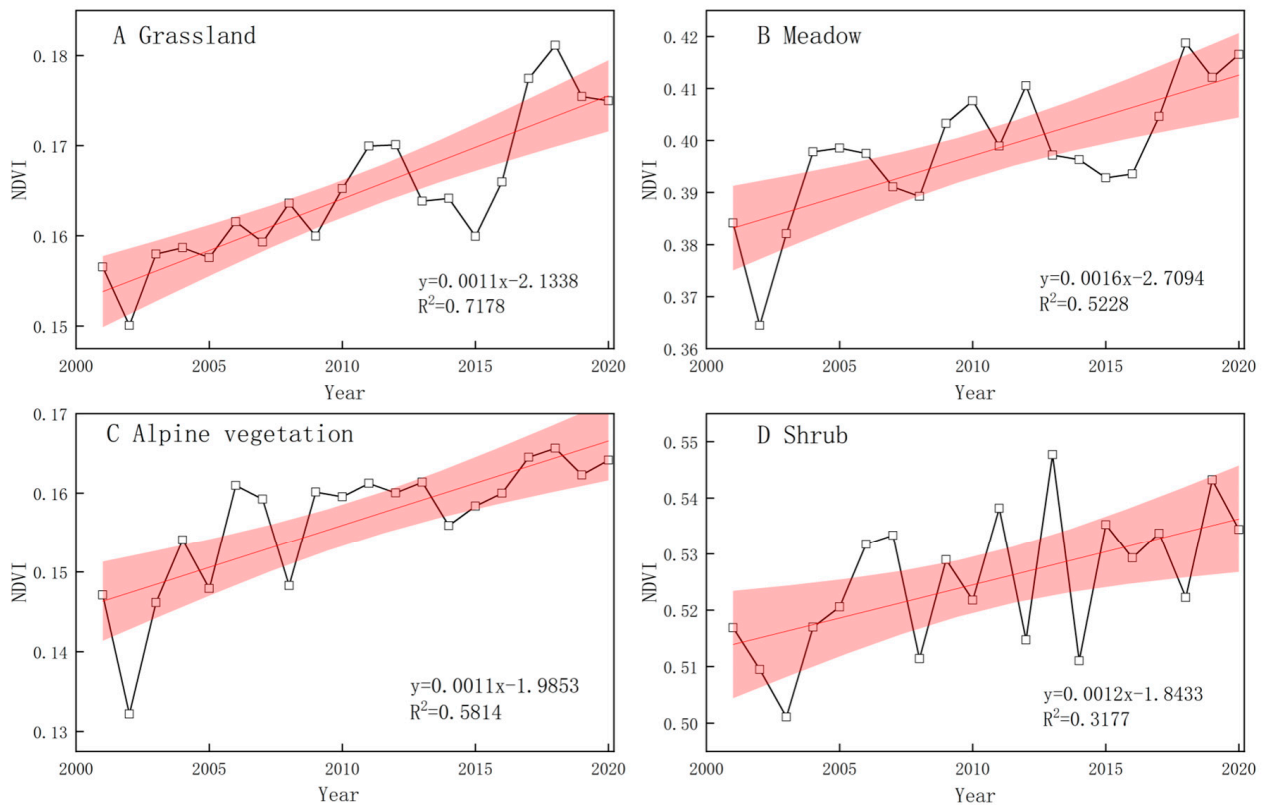 A Grassland
NDVI
0.18
0.17
0.16
0.15
y=0.0011x-2.1338
R²=0.7178
2000 2005 2010 2015 2020
Year
B Meadow
NDVI
0.42
0.41
0.40
0.39
0.38
0.37
0.36
y=0.0016x-2.7094
R²=0.5228
2000 2005 2010 2015 2020
Year
C Alpine vegetation
NDVI
0.17
0.16
0.15
0.14
0.13
y=0.0011x-1.9853
R²=0.5814
2000 2005 2010 2015 2020
Year
D Shrub
NDVI
0.55
0.54
0.53
0.52
0.51
0.50
y=0.0012x-1.8433
R²=0.3177
2000 2005 2010 2015 2020
Year